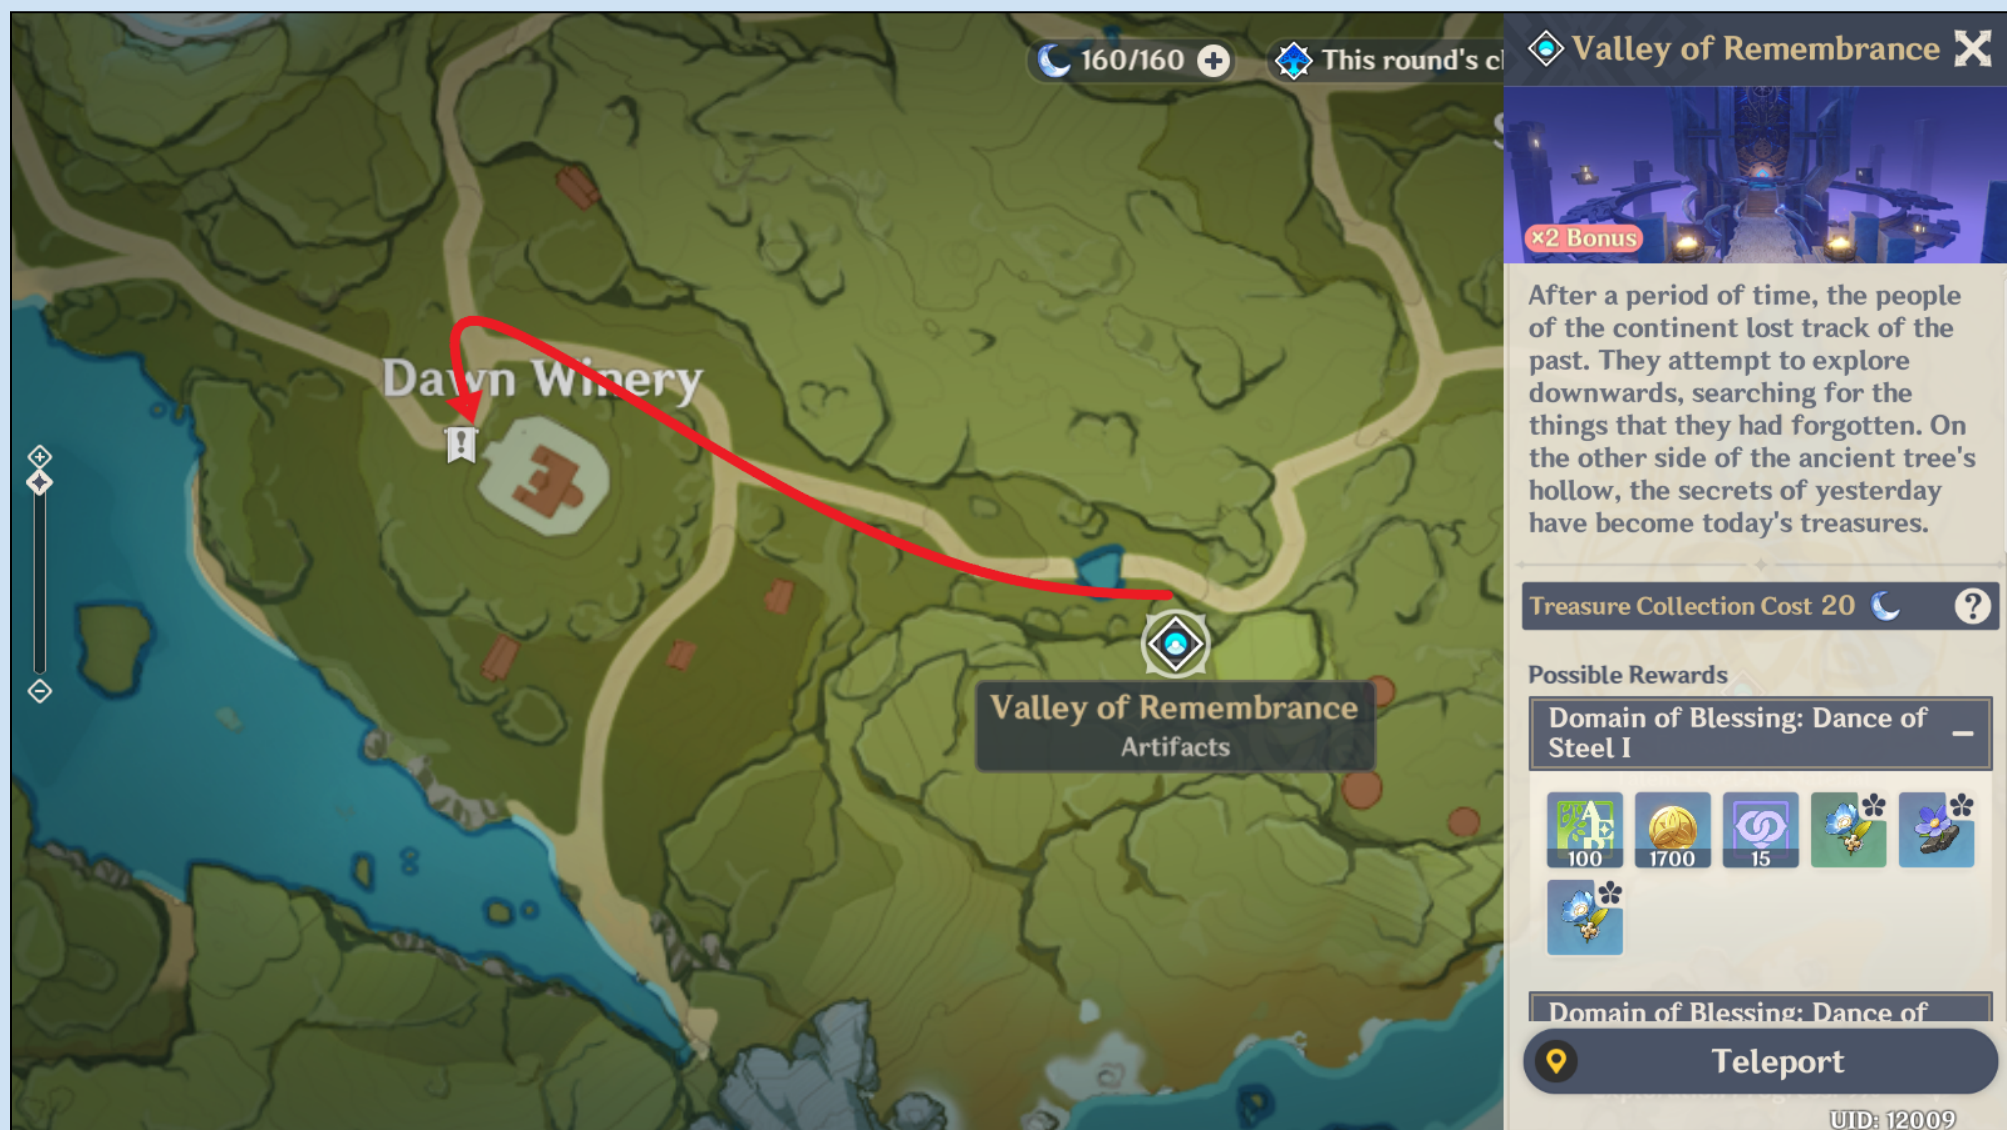 160/160
This round's cl
Valley of Remembrance
×2 Bonus
After a period of time, the people
of the continent lost track of the
past. They attempt to explore
downwards, searching for the
things that they had forgotten. On
the other side of the ancient tree's
hollow, the secrets of yesterday
have become today's treasures.
Treasure Collection Cost 20
Possible Rewards
Domain of Blessing: Dance of
Steel I
100
1700
15
Domain of Blessing: Dance of
Teleport
UID: 12009
Dawn Winery
Valley of Remembrance
Artifacts